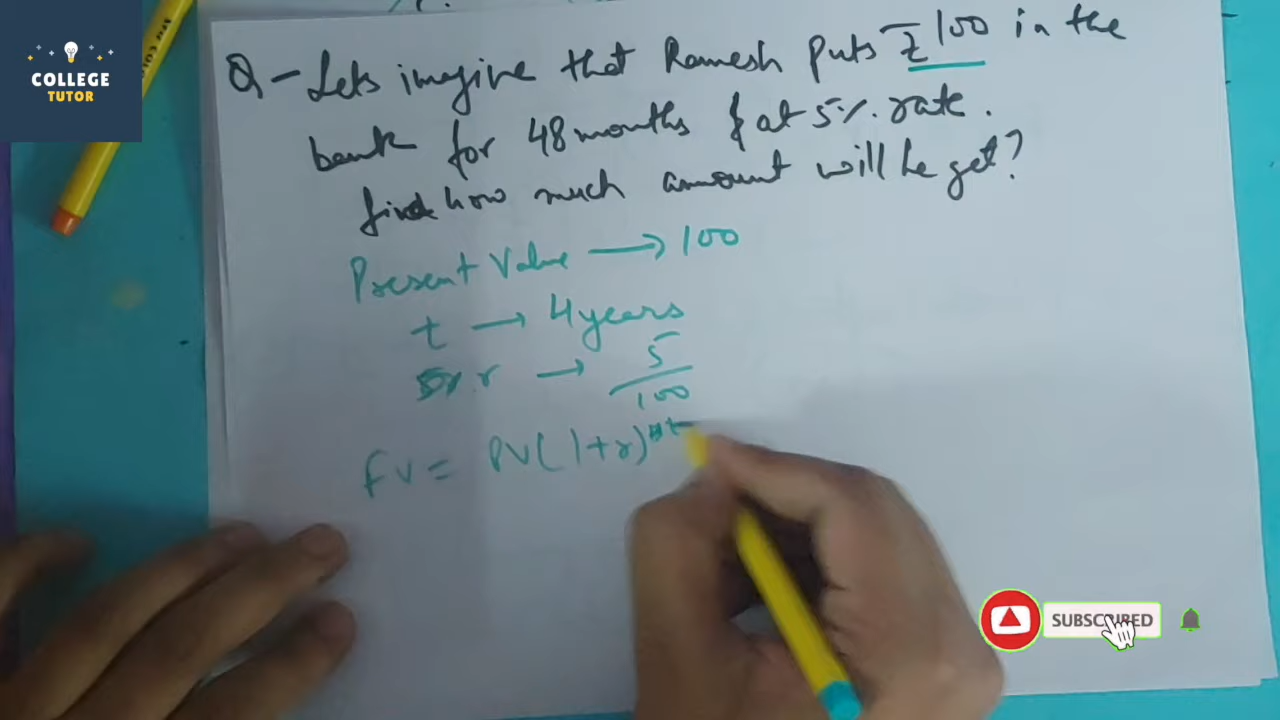 COLLEGE
TUTOR
Q - Lets imagine that Ramesh puts ₹100 in the
bank for 48 months & at 5% rate.
find how much amount will he get?
Present Value → 100
t → 4 years
r → 5/100
FV = PV(1+r)^t
SUBSCRIBED